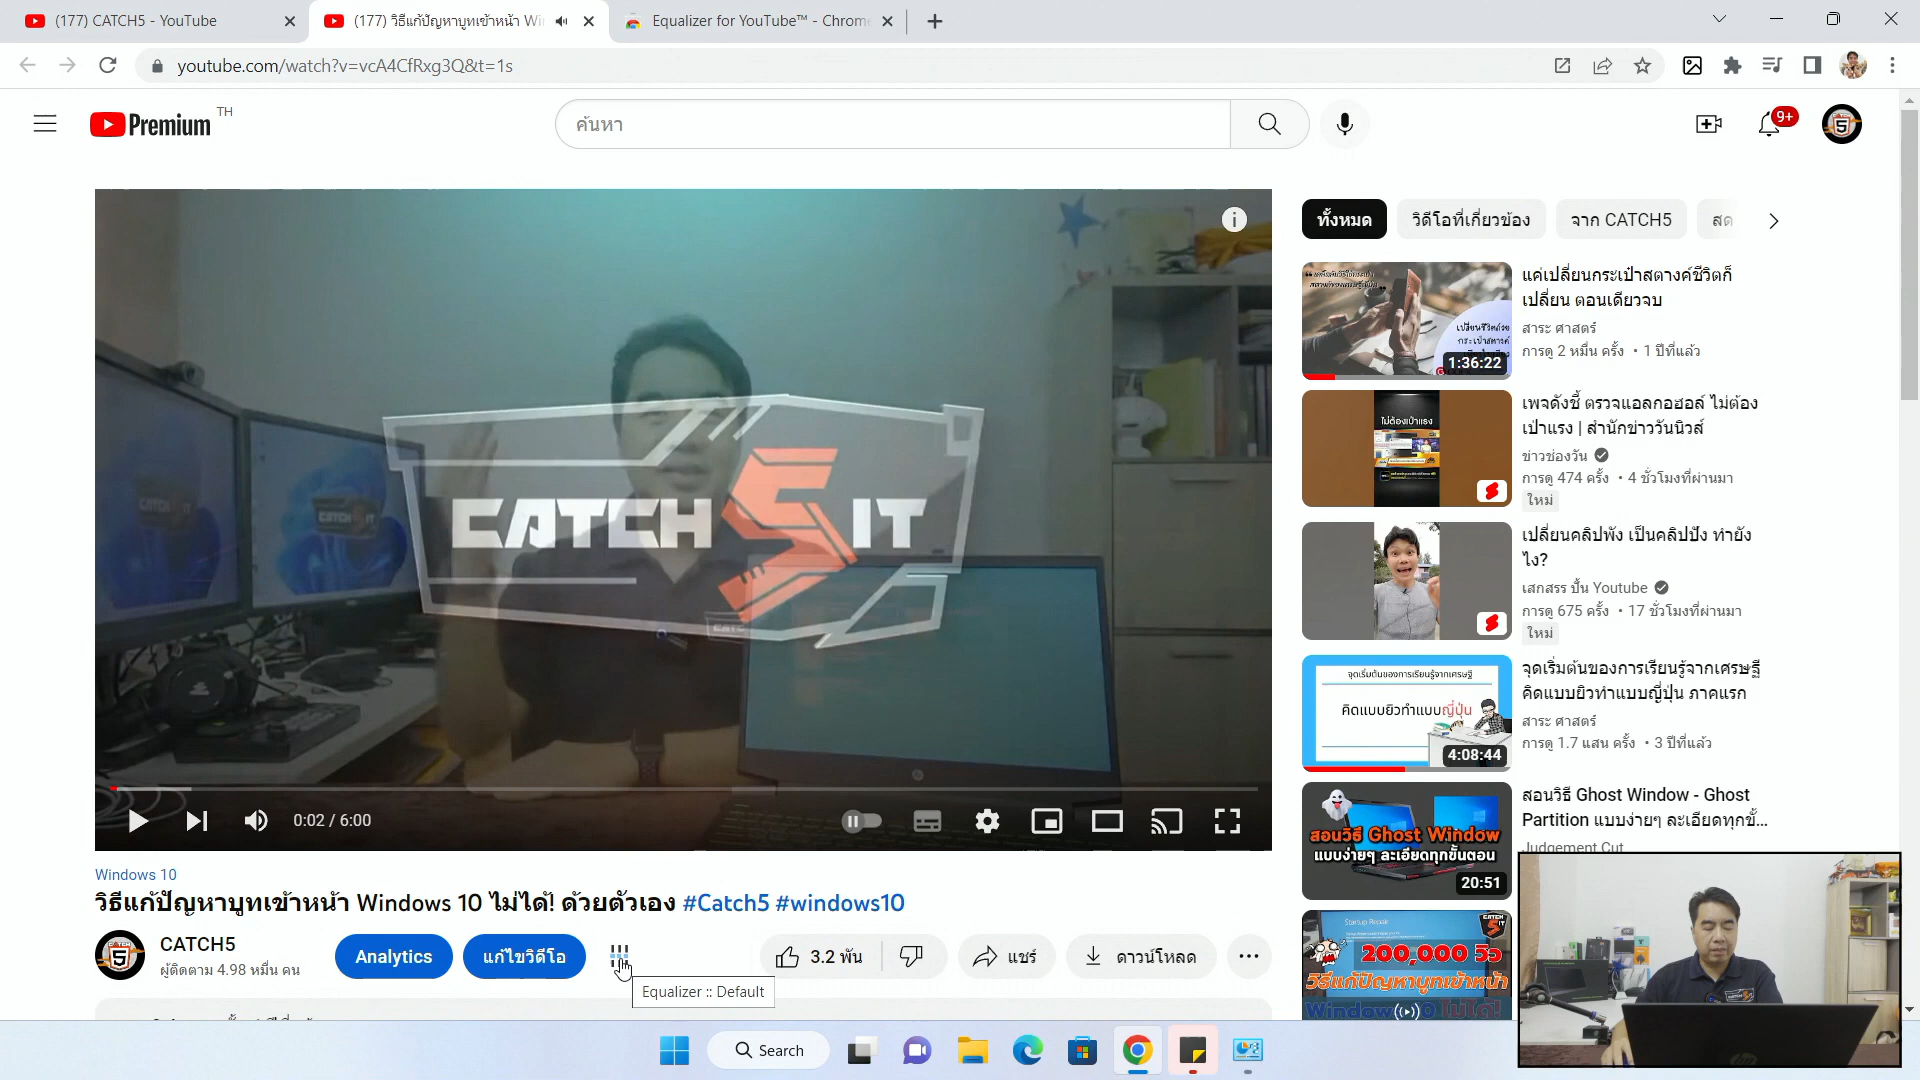 (177) CATCH5 - YouTube
(177) วิธีแก้ปัญหาบูทเข้าหน้า Wi
Equalizer for YouTube™ - Chrome
youtube.com/watch?v=vcA4CfRxg3Q&t=1s
Premium
TH
ค้นหา
9+
CATCH 5 IT
0:02 / 6:00
Windows 10
วิธีแก้ปัญหาบูทเข้าหน้า Windows 10 ไม่ได้! ด้วยตัวเอง #Catch5 #windows10
CATCH5
ผู้ติดตาม 4.98 หมื่น คน
Analytics
แก้ไขวิดีโอ
3.2 พัน
แชร์
ดาวน์โหลด
Equalizer :: Default
ทั้งหมด
วิดีโอที่เกี่ยวข้อง
จาก CATCH5
สด
1:36:22
แค่เปลี่ยนกระเป๋าสตางค์ชีวิตก็
เปลี่ยน ตอนเดียวจบ
สาระ ศาสตร์
การดู 2 หมื่น ครั้ง • 1 ปีที่แล้ว
ไม่ต้องเป่าแรง
เพจดังชี้ ตรวจแอลกอฮอล์ ไม่ต้อง
เป่าแรง | สำนักข่าววันนิวส์
ข่าวช่องวัน
การดู 474 ครั้ง • 4 ชั่วโมงที่ผ่านมา
ใหม่
เปลี่ยนคลิปพัง เป็นคลิปปัง ทำยัง
ไง?
เสกสรร ปั้น Youtube
การดู 675 ครั้ง • 17 ชั่วโมงที่ผ่านมา
ใหม่
จุดเริ่มต้นของการเรียนรู้จากเศรษฐี
คิดแบบยิวทำแบบญี่ปุ่น
4:08:44
จุดเริ่มต้นของการเรียนรู้จากเศรษฐี
คิดแบบยิวทำแบบญี่ปุ่น ภาคแรก
สาระ ศาสตร์
การดู 1.7 แสน ครั้ง • 3 ปีที่แล้ว
สอนวิธี Ghost Window
แบบง่ายๆ ละเอียดทุกขั้นตอน
20:51
สอนวิธี Ghost Window - Ghost
Partition แบบง่ายๆ ละเอียดทุกขั้...
Judgement Cut
Startup Repair
200,000 วิว
วิธีแก้ปัญหาบูทเข้าหน้า
Search